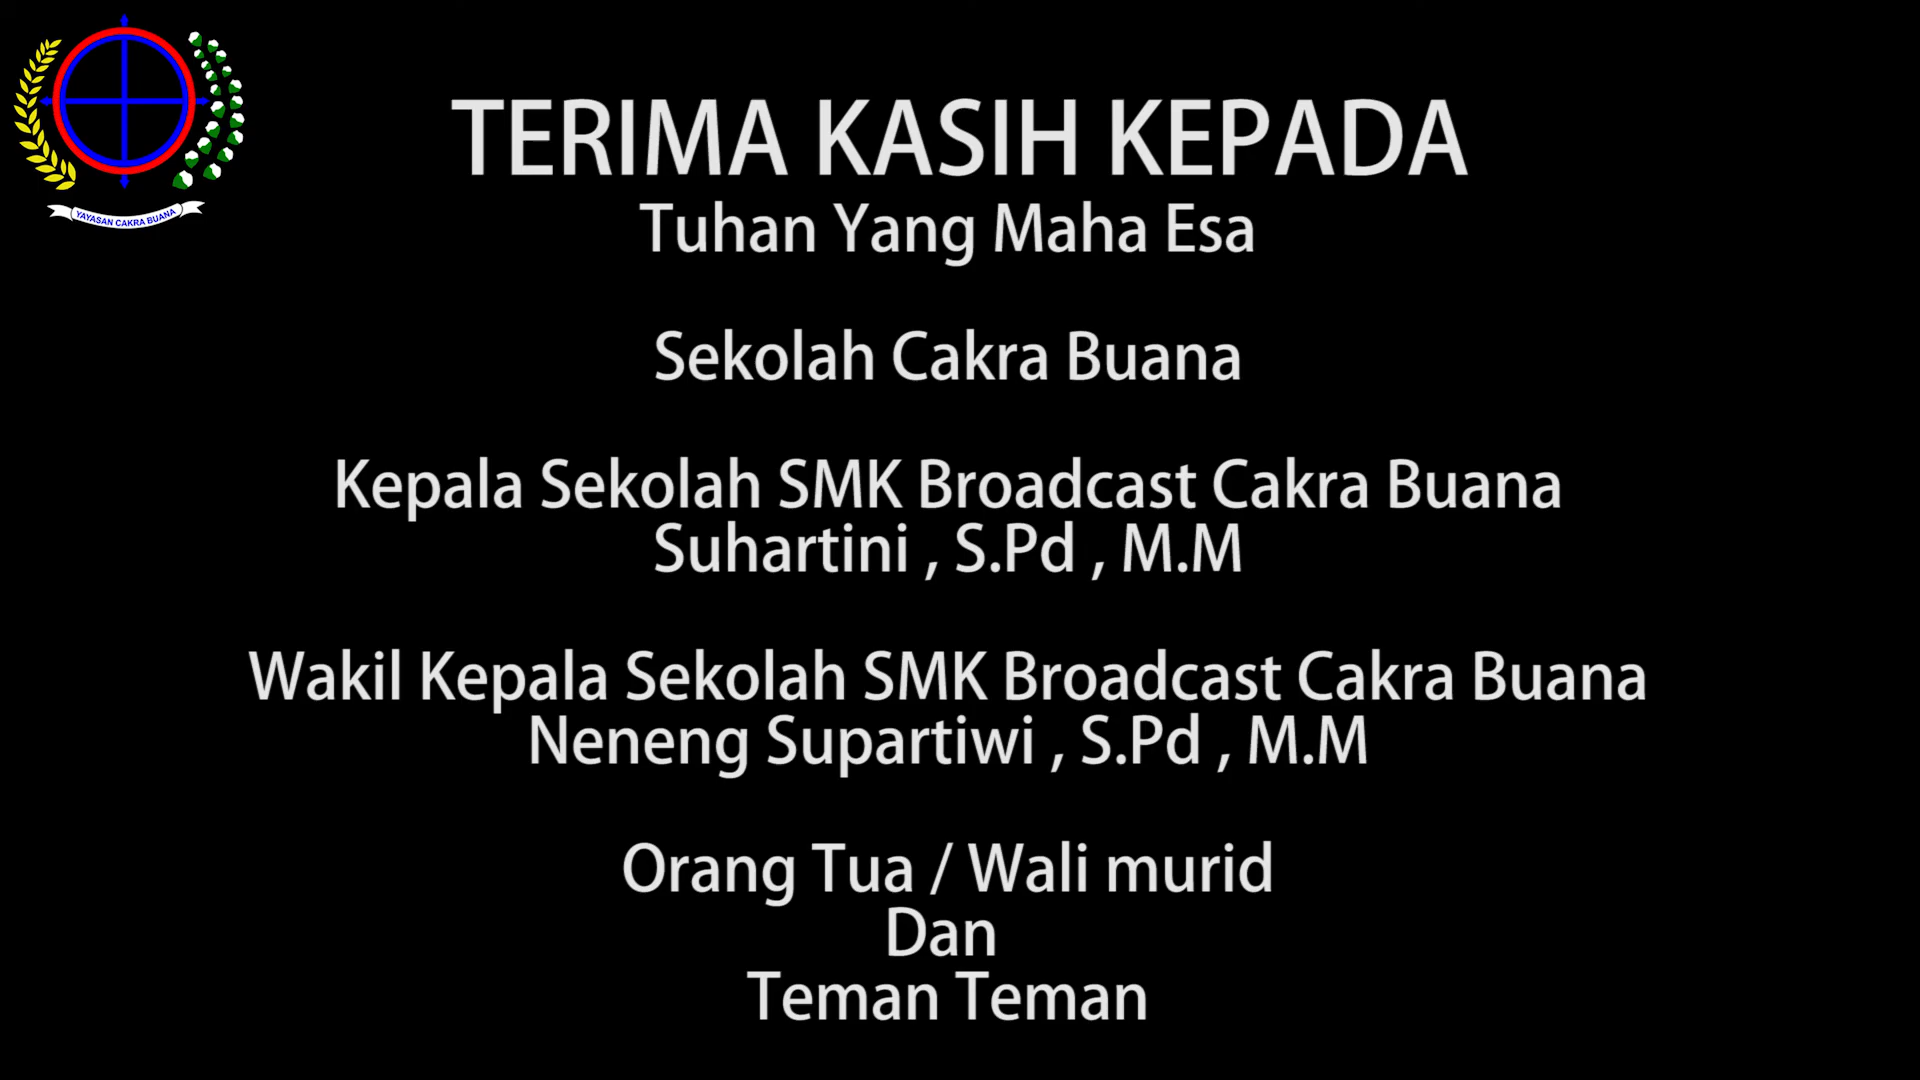 YAYASAN CAKRA BUANA
TERIMA KASIH KEPADA
Tuhan Yang Maha Esa
Sekolah Cakra Buana
Kepala Sekolah SMK Broadcast Cakra Buana
Suhartini , S.Pd , M.M
Wakil Kepala Sekolah SMK Broadcast Cakra Buana
Neneng Supartiwi , S.Pd , M.M
Orang Tua / Wali murid
Dan
Teman Teman